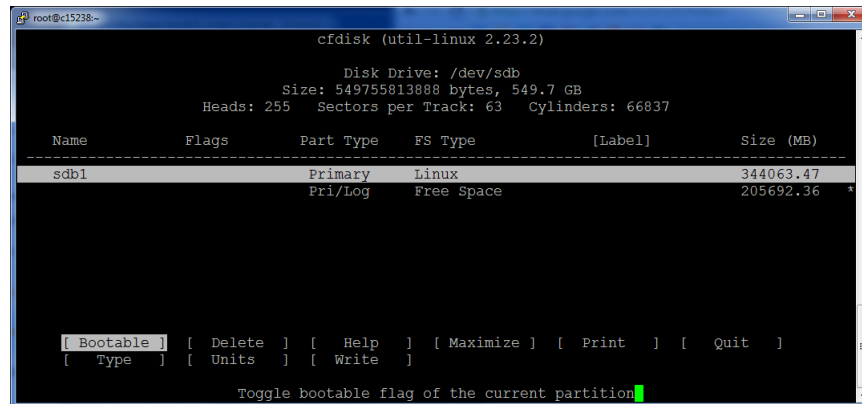 root@c15238:~
cfdisk (util-linux 2.23.2)
Disk Drive: /dev/sdb
Size: 549755813888 bytes, 549.7 GB
Heads: 255   Sectors per Track: 63   Cylinders: 66837
Name   Flags   Part Type   FS Type   [Label]   Size (MB)
sdb1   Primary   Linux   344063.47
Pri/Log   Free Space   205692.36 *
[ Bootable ] [ Delete ] [ Help ] [ Maximize ] [ Print ] [ Quit ]
[ Type ] [ Units ] [ Write ]
Toggle bootable flag of the current partition